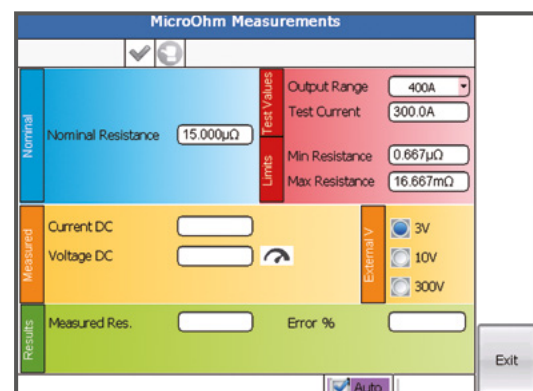 MicroOhm Measurements
Nominal
Nominal Resistance 15.000µΩ
Test Values
Output Range 400A
Test Current 300.0A
Limits
Min Resistance 0.667µΩ
Max Resistance 16.667mΩ
Measured
Current DC
Voltage DC
External V
3V
10V
300V
Results
Measured Res. Error %
Exit
Auto